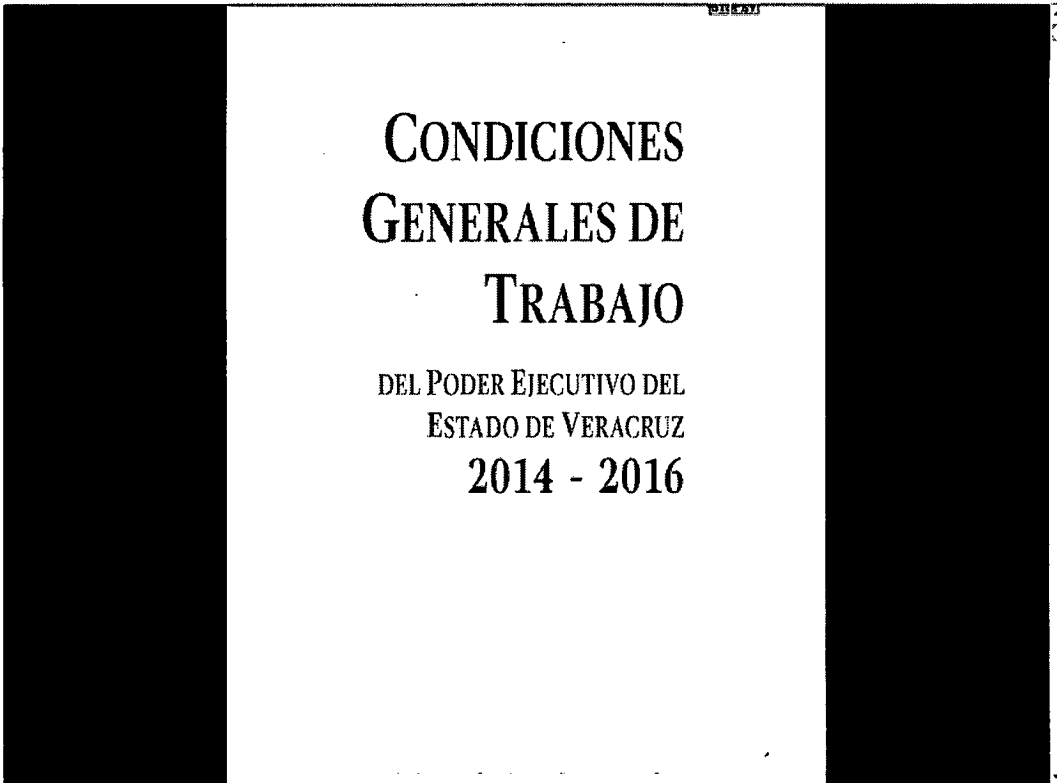 CONDICIONES
GENERALES DE
TRABAJO
DEL PODER EJECUTIVO DEL
ESTADO DE VERACRUZ
2014 - 2016